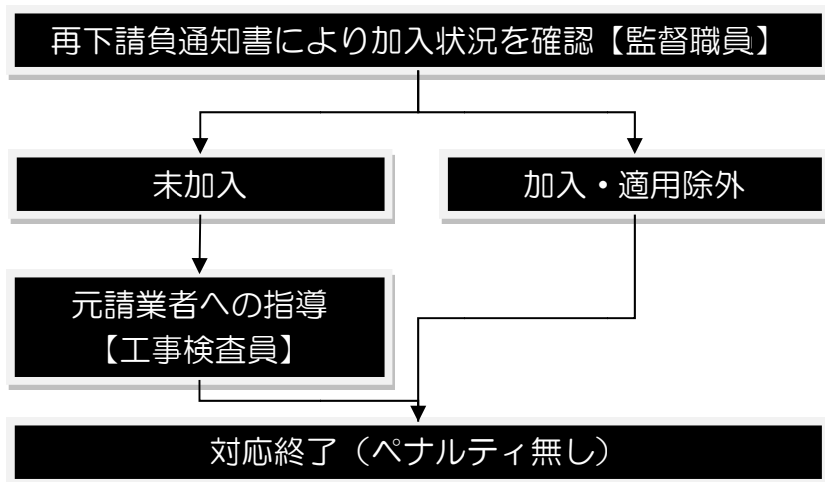 再下請負通知書により加入状況を確認【監督職員】
未加入
加入・適用除外
元請業者への指導
【工事検査員】
対応終了（ペナルティ無し）